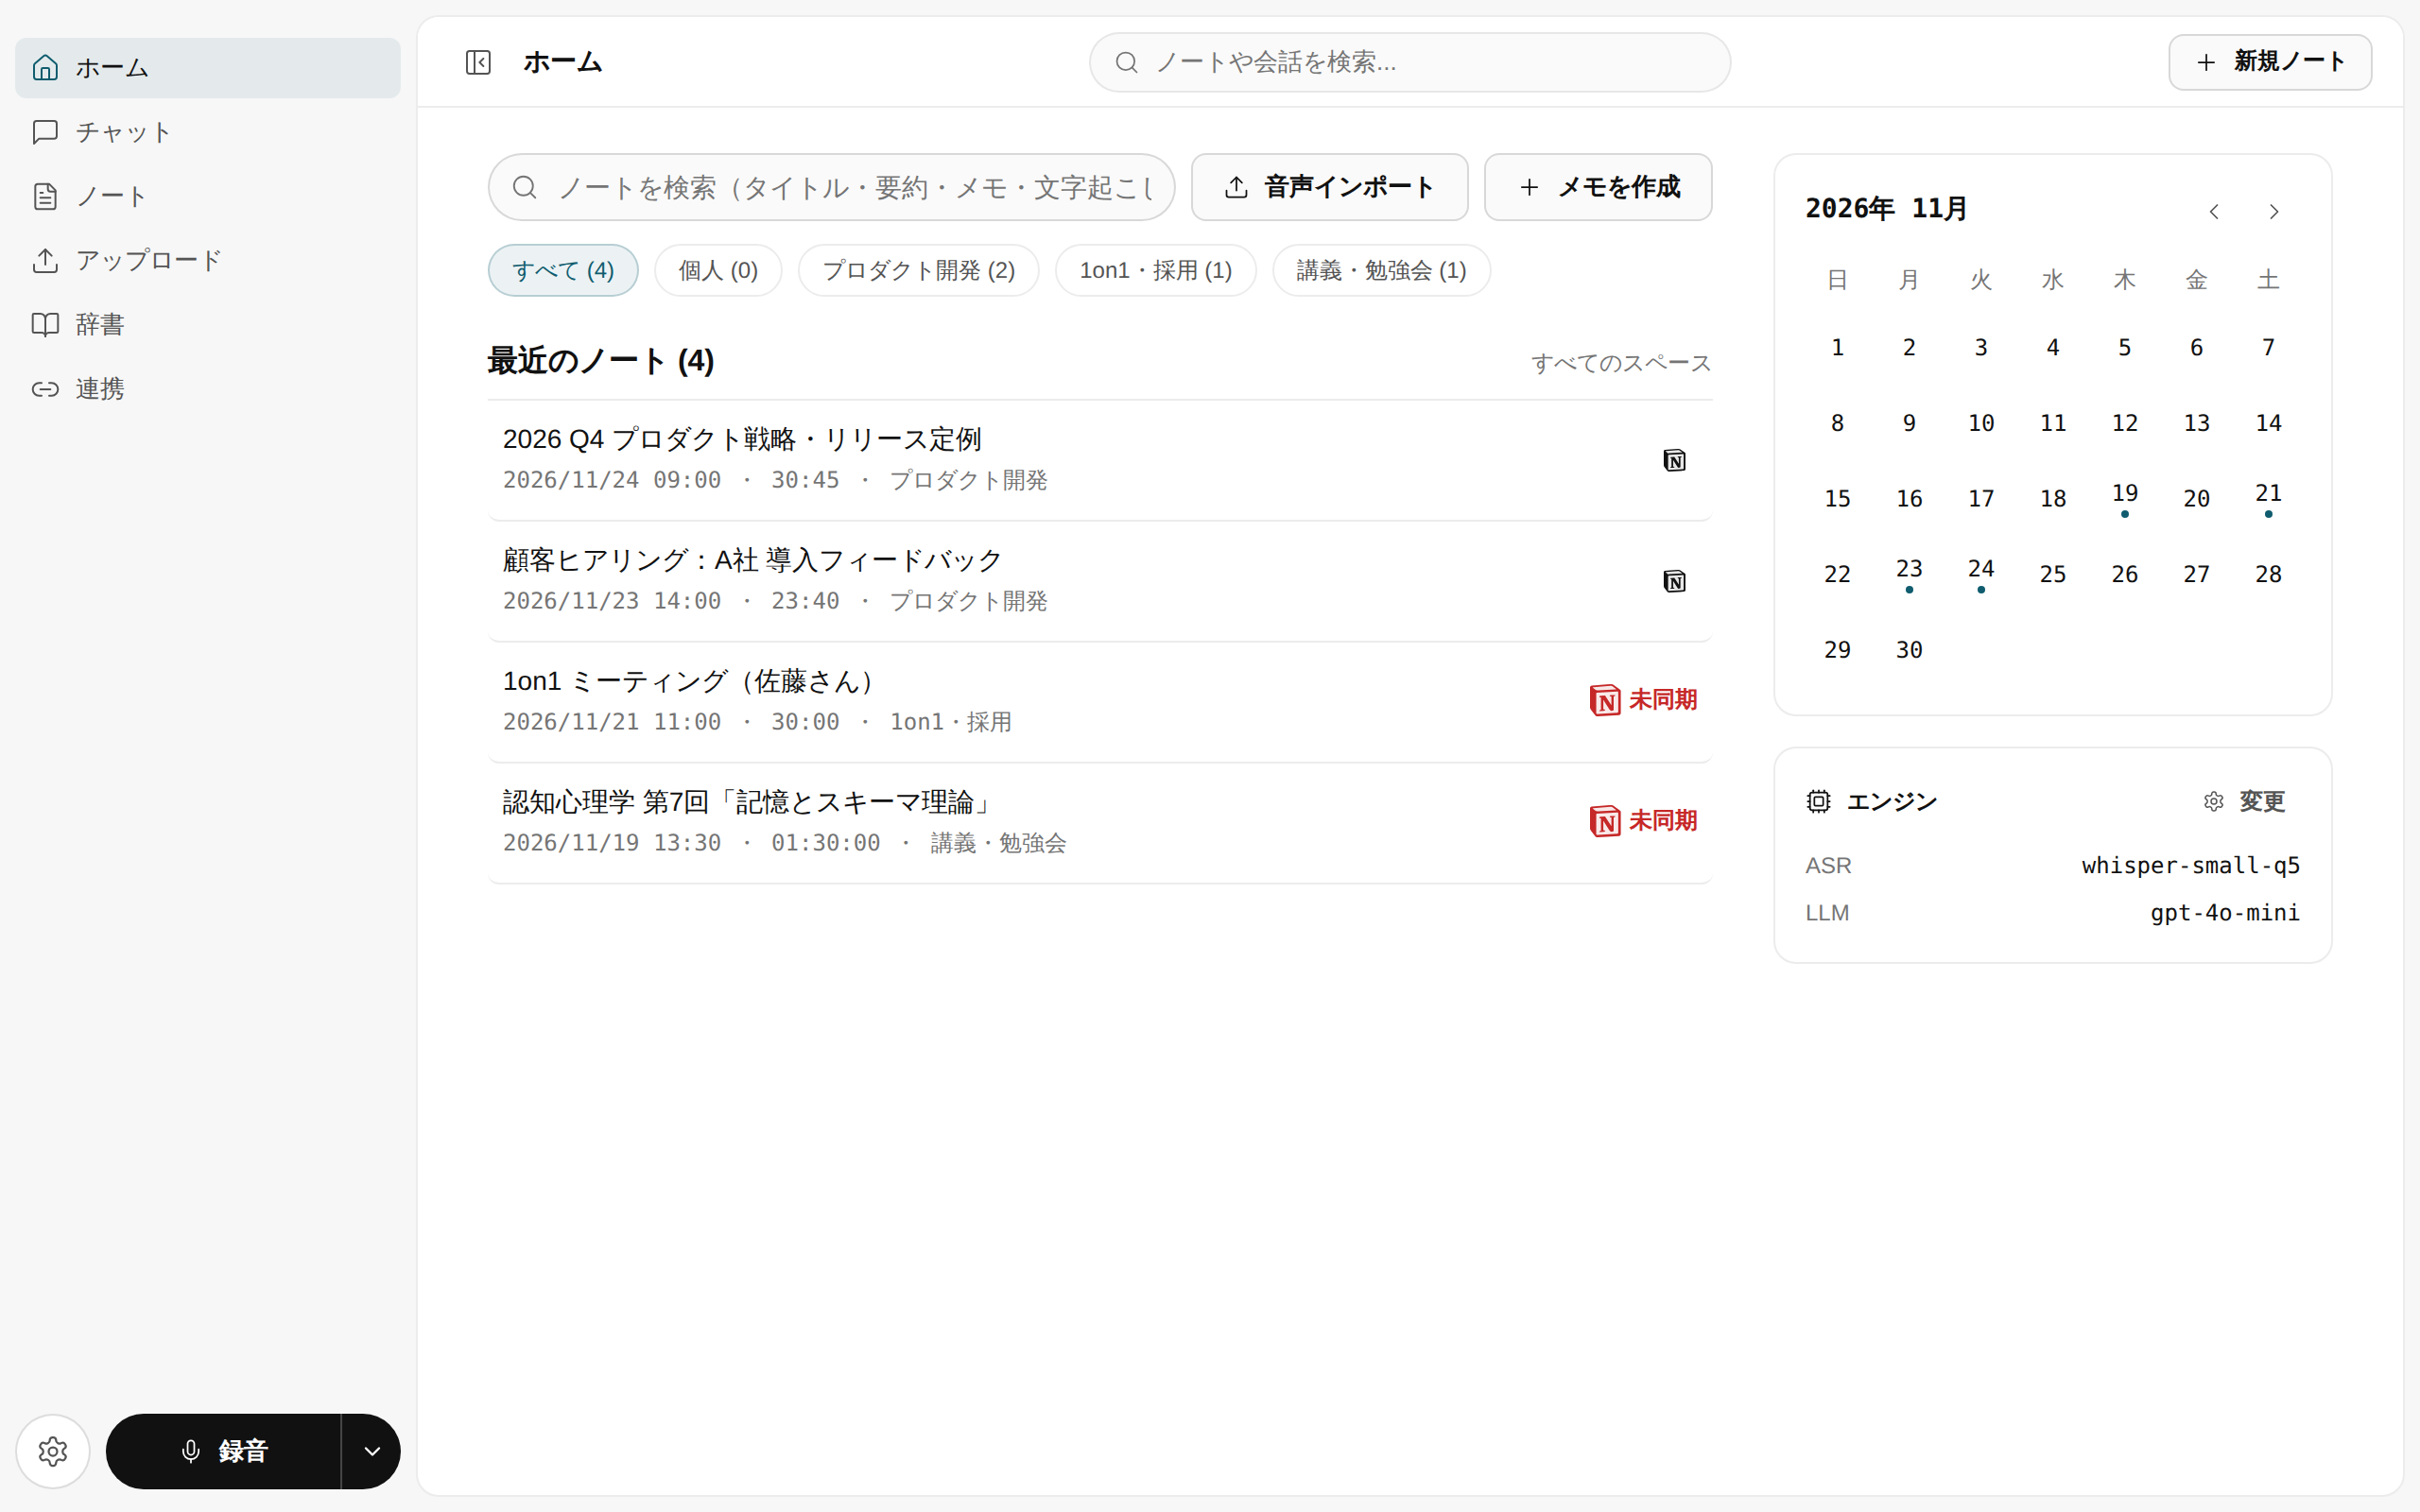 ホーム
チャット
ノート
アップロード
辞書
連携
録音
ホーム
ノートや会話を検索...
新規ノート
ノートを検索（タイトル・要約・メモ・文字起こし
音声インポート
メモを作成
すべて (4)
個人 (0)
プロダクト開発 (2)
1on1・採用 (1)
講義・勉強会 (1)
最近のノート (4)
すべてのスペース
2026 Q4 プロダクト戦略・リリース定例
2026/11/24 09:00 · 30:45 · プロダクト開発
顧客ヒアリング：A社 導入フィードバック
2026/11/23 14:00 · 23:40 · プロダクト開発
1on1 ミーティング（佐藤さん）
2026/11/21 11:00 · 30:00 · 1on1・採用
未同期
認知心理学 第7回「記憶とスキーマ理論」
2026/11/19 13:30 · 01:30:00 · 講義・勉強会
未同期
2026年 11月
日 月 火 水 木 金 土
1 2 3 4 5 6 7
8 9 10 11 12 13 14
15 16 17 18 19 20 21
22 23 24 25 26 27 28
29 30
エンジン
変更
ASR whisper-small-q5
LLM gpt-4o-mini